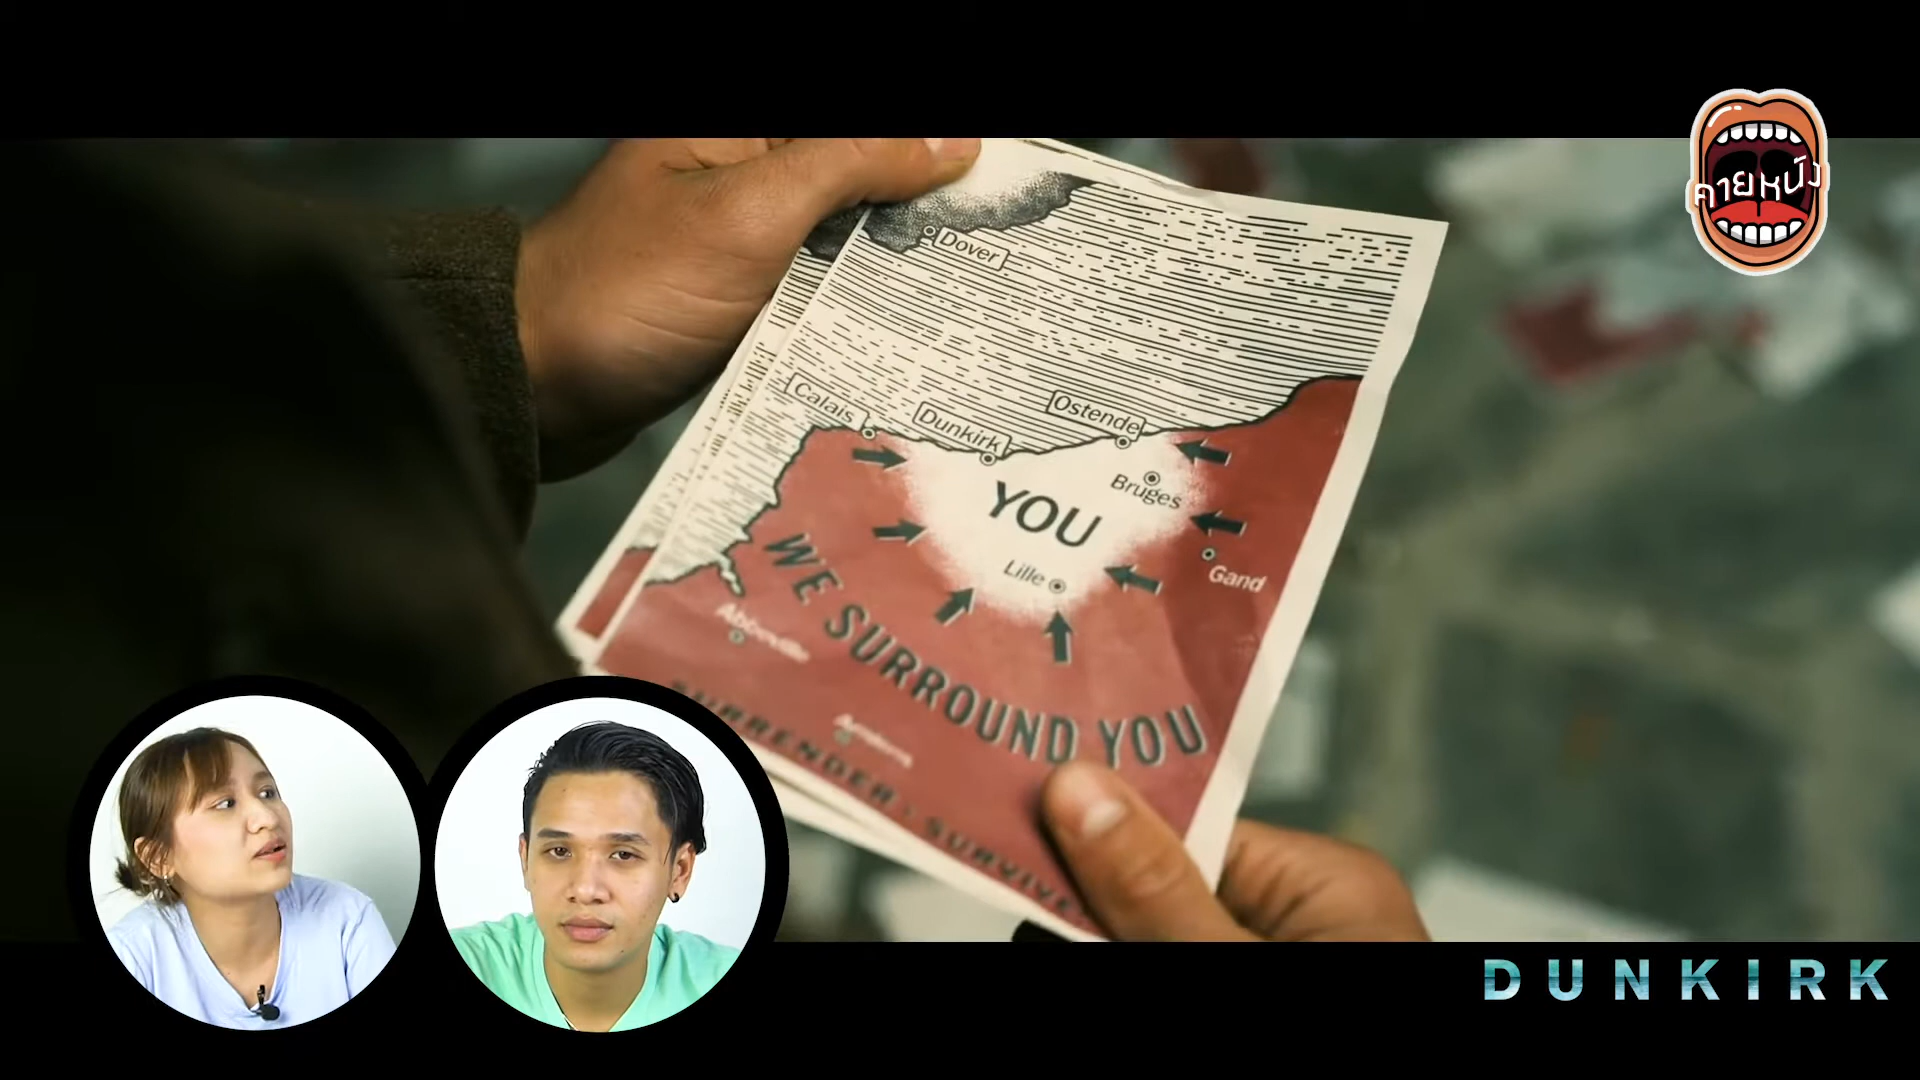 คายหนัง
Dover
Calais
Dunkirk
Ostende
Bruges
YOU
Lille
Gand
Abbeville
WE SURROUND YOU
SURRENDER + SURVIVE
DUNKIRK